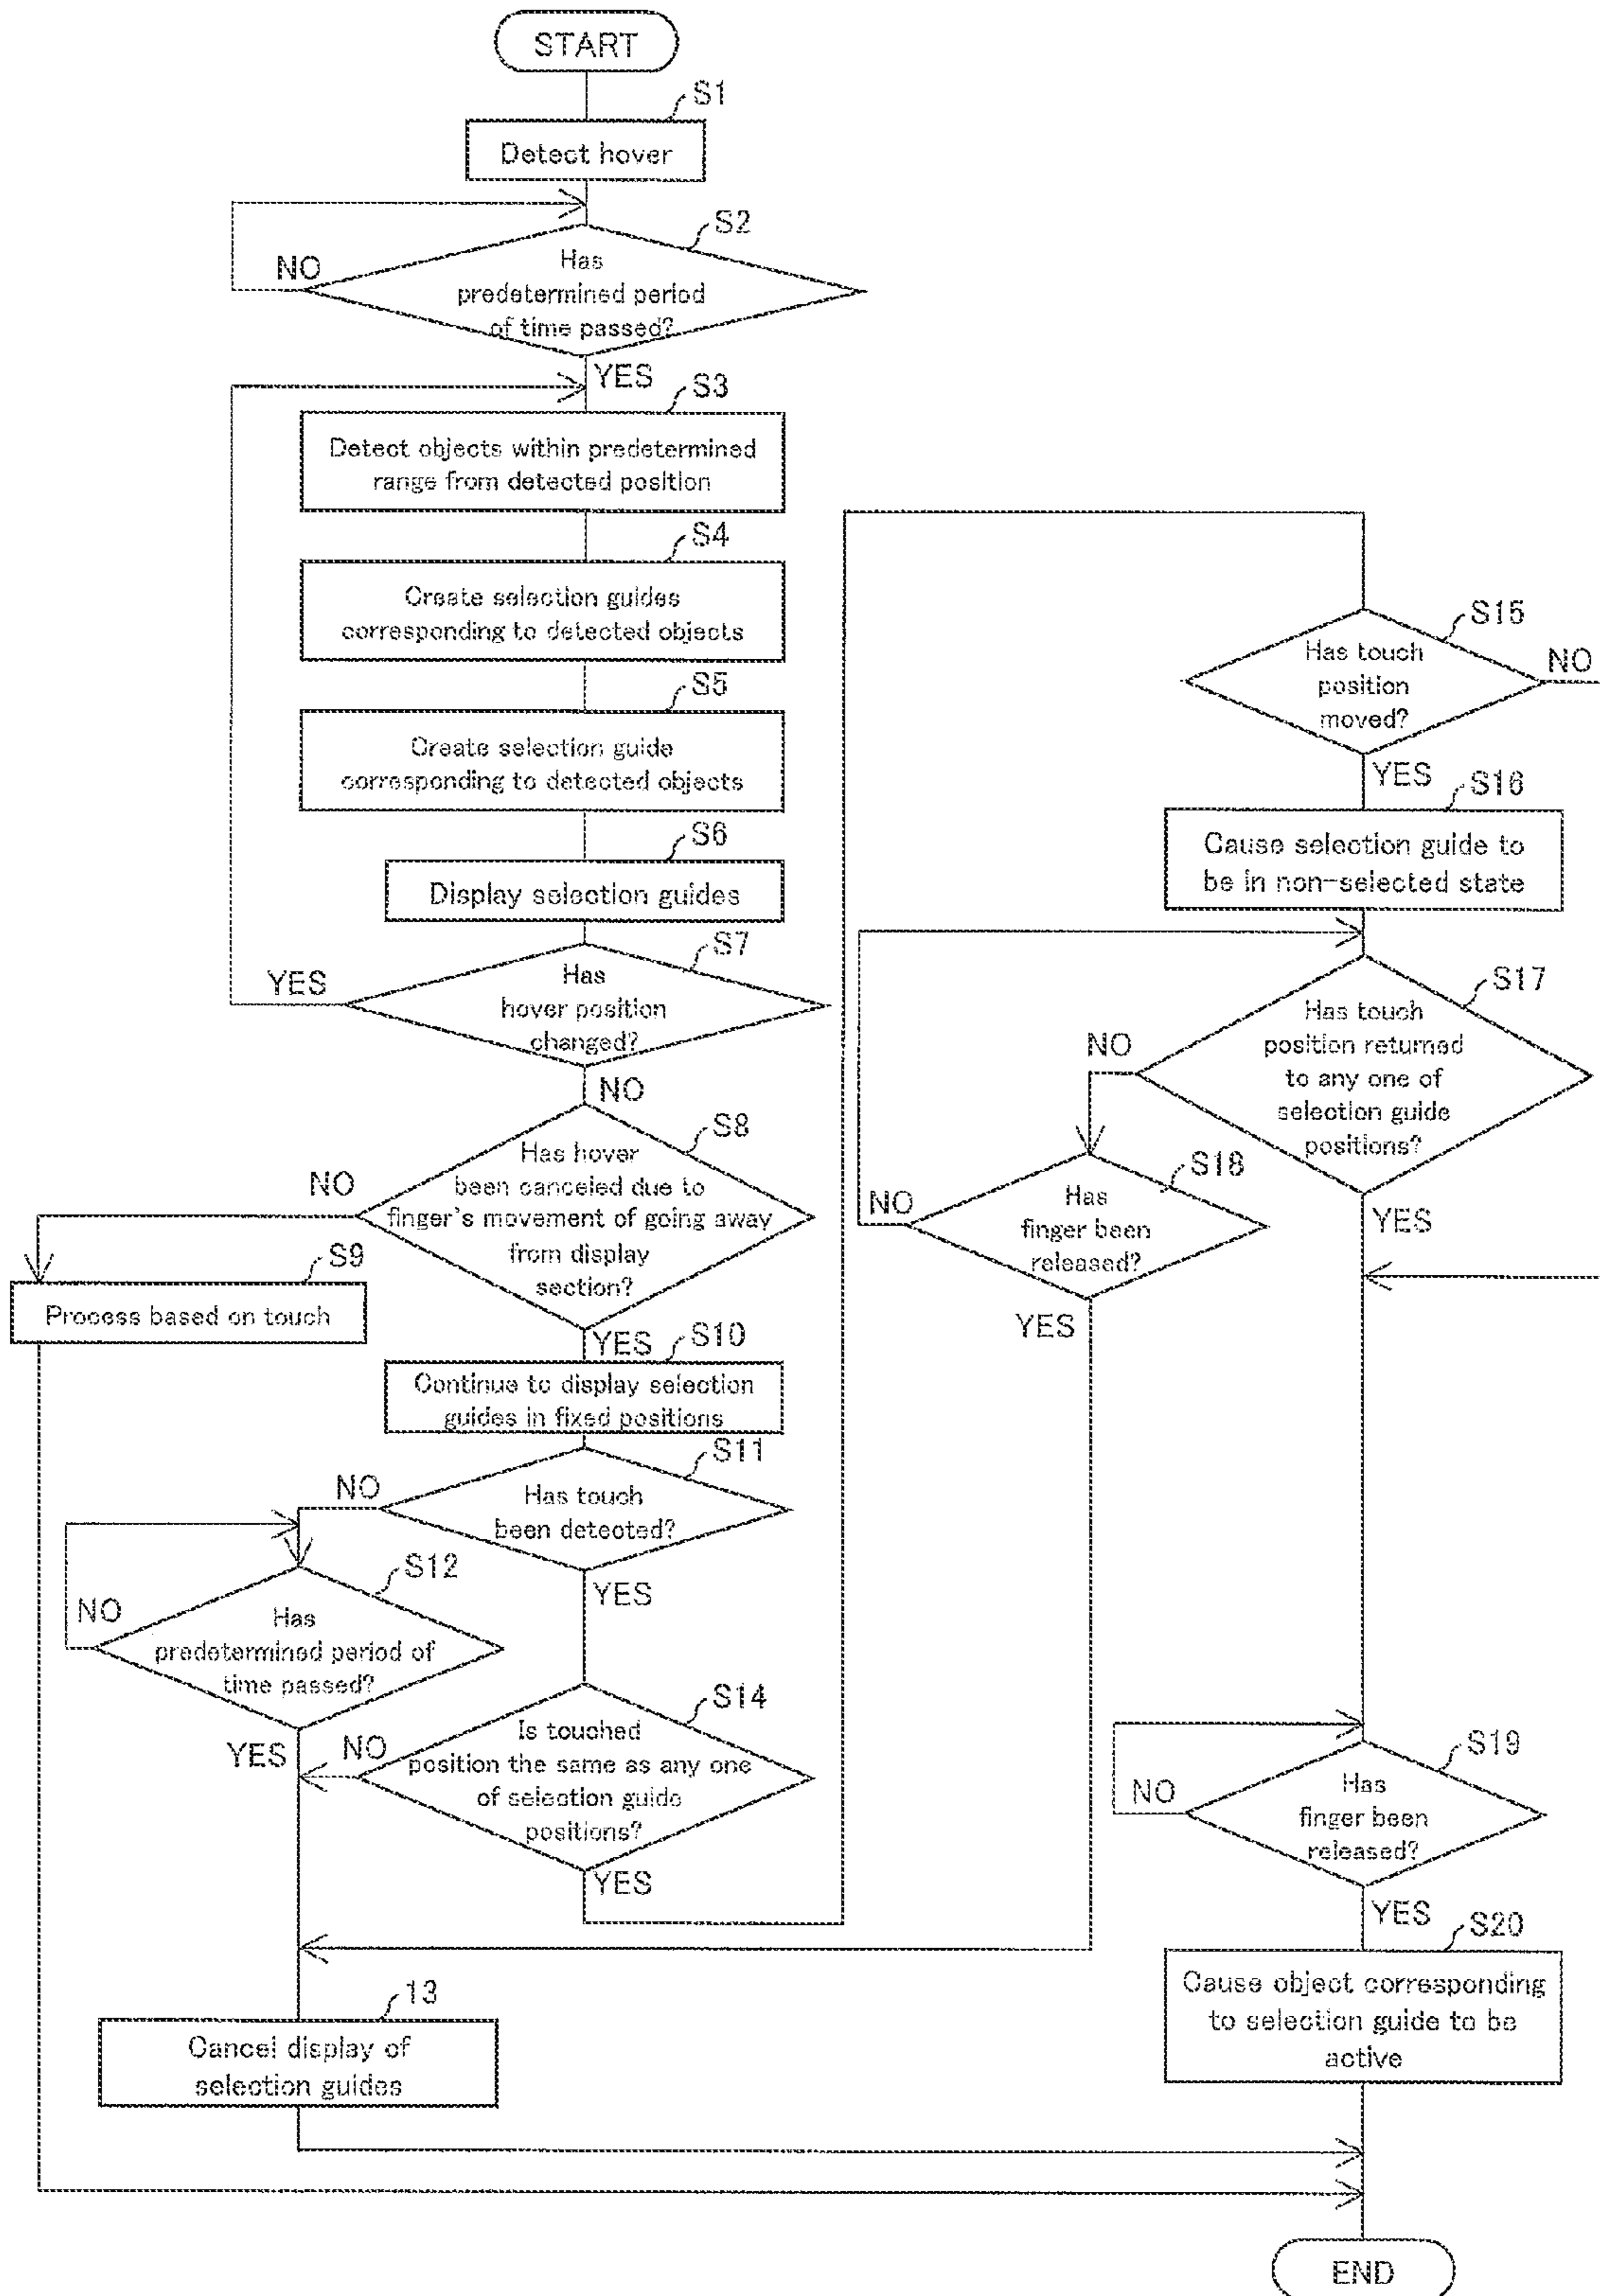 START
S1
Detect hover
S2
NO
Has
predetermined period
of time passed?
YES
S3
Detect objects within predetermined
range from detected position
S4
Create selection guides
corresponding to detected objects
S5
Create selection guide
corresponding to detected objects
S6
Display selection guides
S7
YES
Has
hover position
changed?
NO
S8
NO
Has hover
been canceled due to
finger's movement of going away
from display
section?
S9
Process based on touch
YES
S10
Continue to display selection
guides in fixed positions
S11
NO
Has touch
been detected?
YES
S12
NO
Has
predetermined period of
time passed?
YES
S14
NO
Is touched
position the same as any one
of selection guide
positions?
YES
13
Cancel display of
selection guides
S15
Has touch
position
moved?
NO
YES
S16
Cause selection guide to
be in non-selected state
S17
Has touch
position returned
to any one of
selection guide
positions?
NO
YES
S18
NO
Has
finger been
released?
YES
S19
NO
Has
finger been
released?
YES
S20
Cause object corresponding
to selection guide to be
active
END